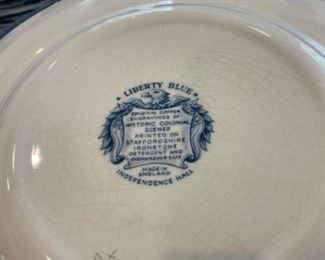 LIBERTY BLUE
ORIGINAL COPPER
ENGRAVINGS OF
HISTORIC COLONIAL
SCENES
PRINTED ON
STAFFORDSHIRE
IRONSTONE
DETERGENT AND
DISHWASHER SAFE
MADE IN
ENGLAND
INDEPENDENCE HALL